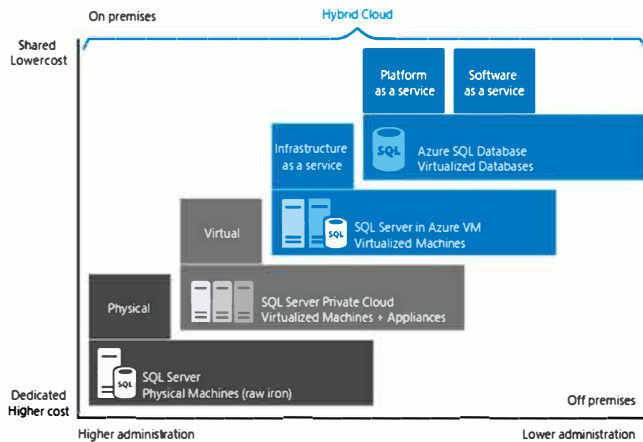 On premises
Hybrid Cloud
Shared
Lowercost
Platform
as a service
Software
as a service
Infrastructure
as a service
SQL
Azure SQL Database
Virtualized Databases
Virtual
SQL
SQL Server in Azure VM
Virtualized Machines
Physical
SQL Server Private Cloud
Virtualized Machines + Appliances
SQL
SQL Server
Physical Machines (raw iron)
Dedicated
Higher cost
Off premises
Higher administration
Lower administration